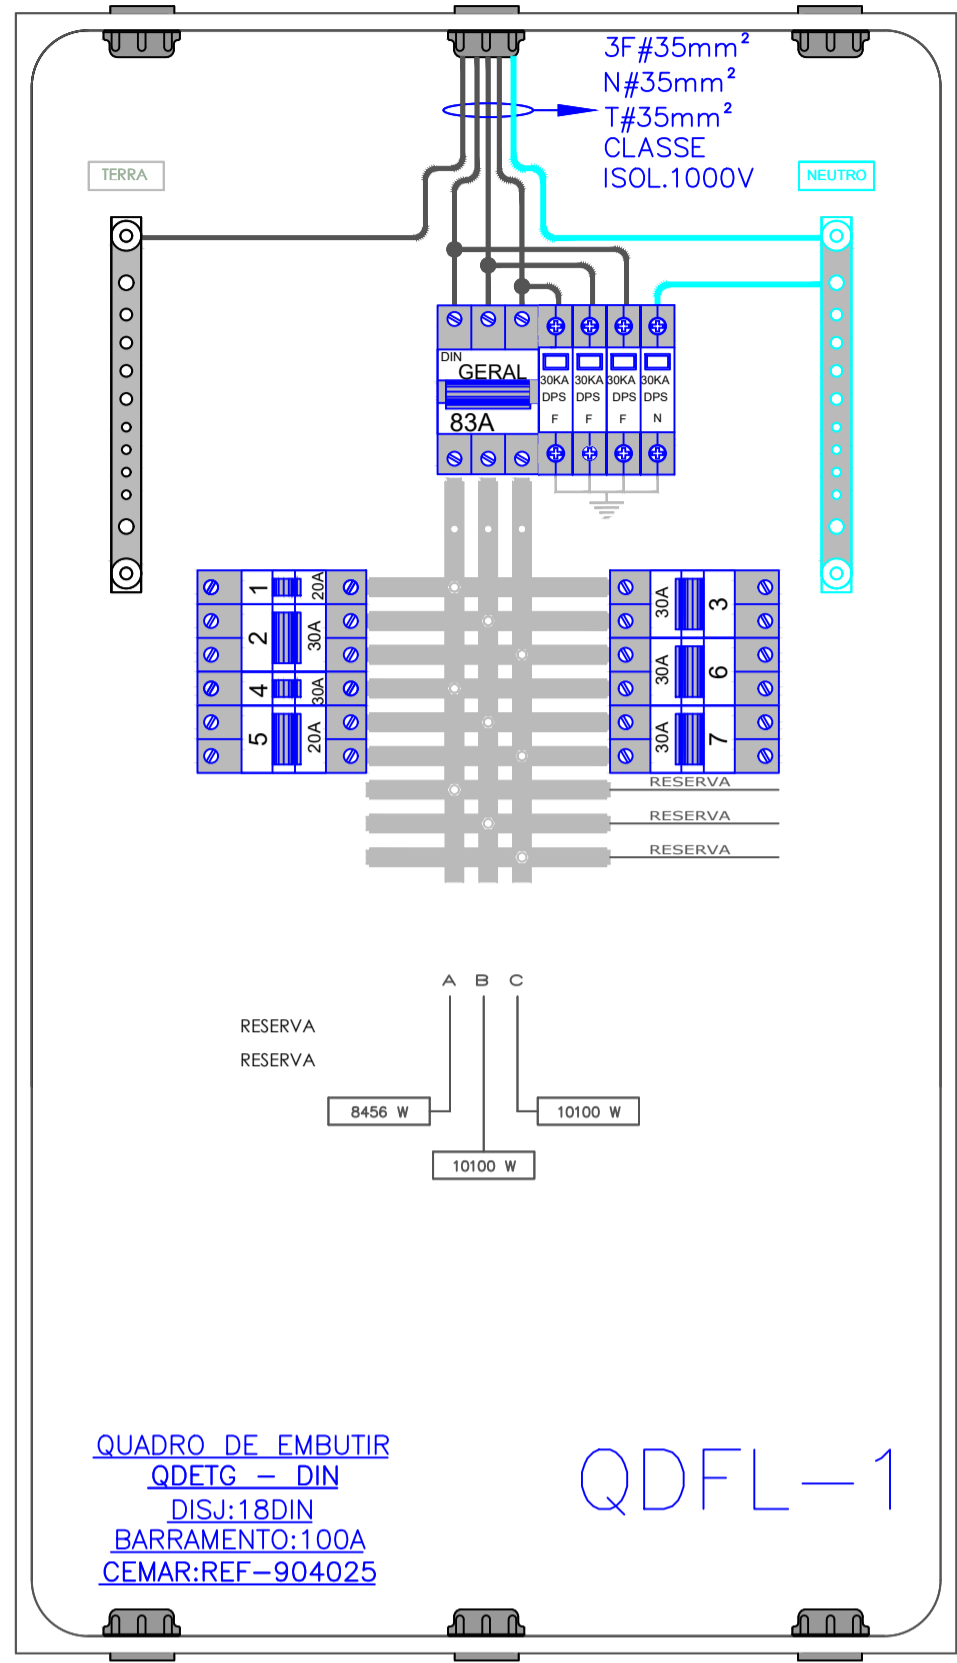 3F#35mm²
N#35mm²
T#35mm²
CLASSE
ISOL.1000V
TERRA
NEUTRO
DIN
GERAL
83A
30KA 30KA 30KA 30KA
DPS DPS DPS DPS
F F F N
1 20A
2 30A
4 30A
5 20A
30A 3
30A 6
30A 7
RESERVA
RESERVA
RESERVA
A B C
RESERVA
RESERVA
8456 W
10100 W
10100 W
QUADRO DE EMBUTIR
QDETG - DIN
DISJ:18DIN
BARRAMENTO:100A
CEMAR:REF-904025
QDFL-1